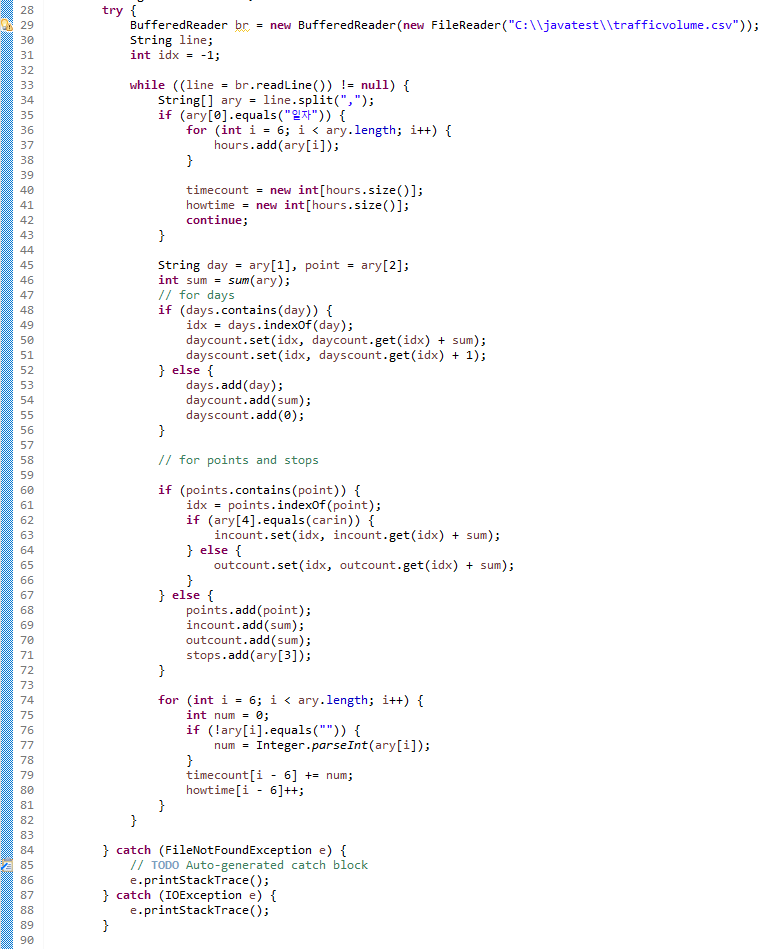 28 try {
29 BufferedReader br = new BufferedReader(new FileReader("C:\\javatest\\trafficvolume.csv"));
30 String line;
31 int idx = -1;
32
33 while ((line = br.readLine()) != null) {
34 String[] ary = line.split(",");
35 if (ary[0].equals("일자")) {
36 for (int i = 6; i < ary.length; i++) {
37 hours.add(ary[i]);
38 }
39
40 timecount = new int[hours.size()];
41 howtime = new int[hours.size()];
42 continue;
43 }
44
45 String day = ary[1], point = ary[2];
46 int sum = sum(ary);
47 // for days
48 if (days.contains(day)) {
49 idx = days.indexOf(day);
50 daycount.set(idx, daycount.get(idx) + sum);
51 dayscount.set(idx, dayscount.get(idx) + 1);
52 } else {
53 days.add(day);
54 daycount.add(sum);
55 dayscount.add(0);
56 }
57
58 // for points and stops
59
60 if (points.contains(point)) {
61 idx = points.indexOf(point);
62 if (ary[4].equals(carin)) {
63 incount.set(idx, incount.get(idx) + sum);
64 } else {
65 outcount.set(idx, outcount.get(idx) + sum);
66 }
67 } else {
68 points.add(point);
69 incount.add(sum);
70 outcount.add(sum);
71 stops.add(ary[3]);
72 }
73
74 for (int i = 6; i < ary.length; i++) {
75 int num = 0;
76 if (!ary[i].equals("")) {
77 num = Integer.parseInt(ary[i]);
78 }
79 timecount[i - 6] += num;
80 howtime[i - 6]++;
81 }
82 }
83
84 } catch (FileNotFoundException e) {
85 // TODO Auto-generated catch block
86 e.printStackTrace();
87 } catch (IOException e) {
88 e.printStackTrace();
89 }
90